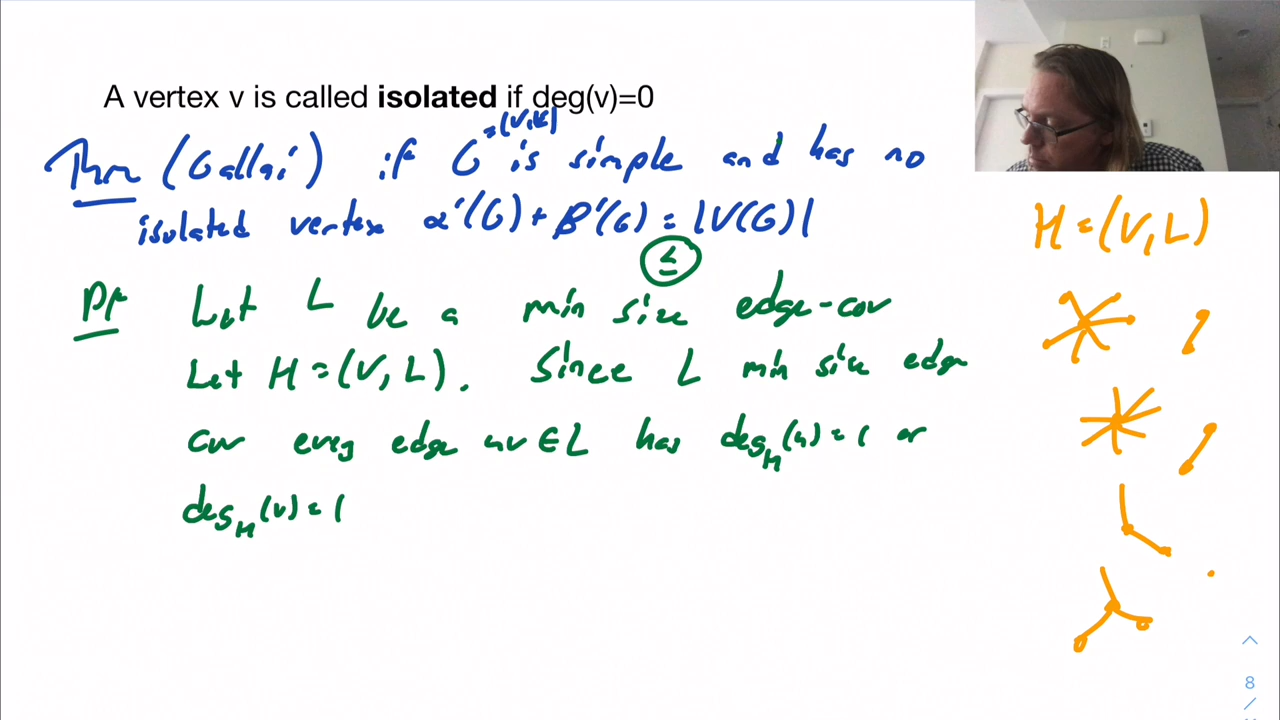 A vertex v is called isolated if deg(v)=0
=(V,E)
Thm (Gallai) if G is simple and has no
isolated vertex α'(G) + β'(G) = |V(G)|
≤
Pf Let L be a min size edge-cov
Let H = (V, L). Since L min size edge
cov every edge uv ∈ L has deg_H(u) = 1 or
deg_H(v) = 1
H = (V, L)
8
/